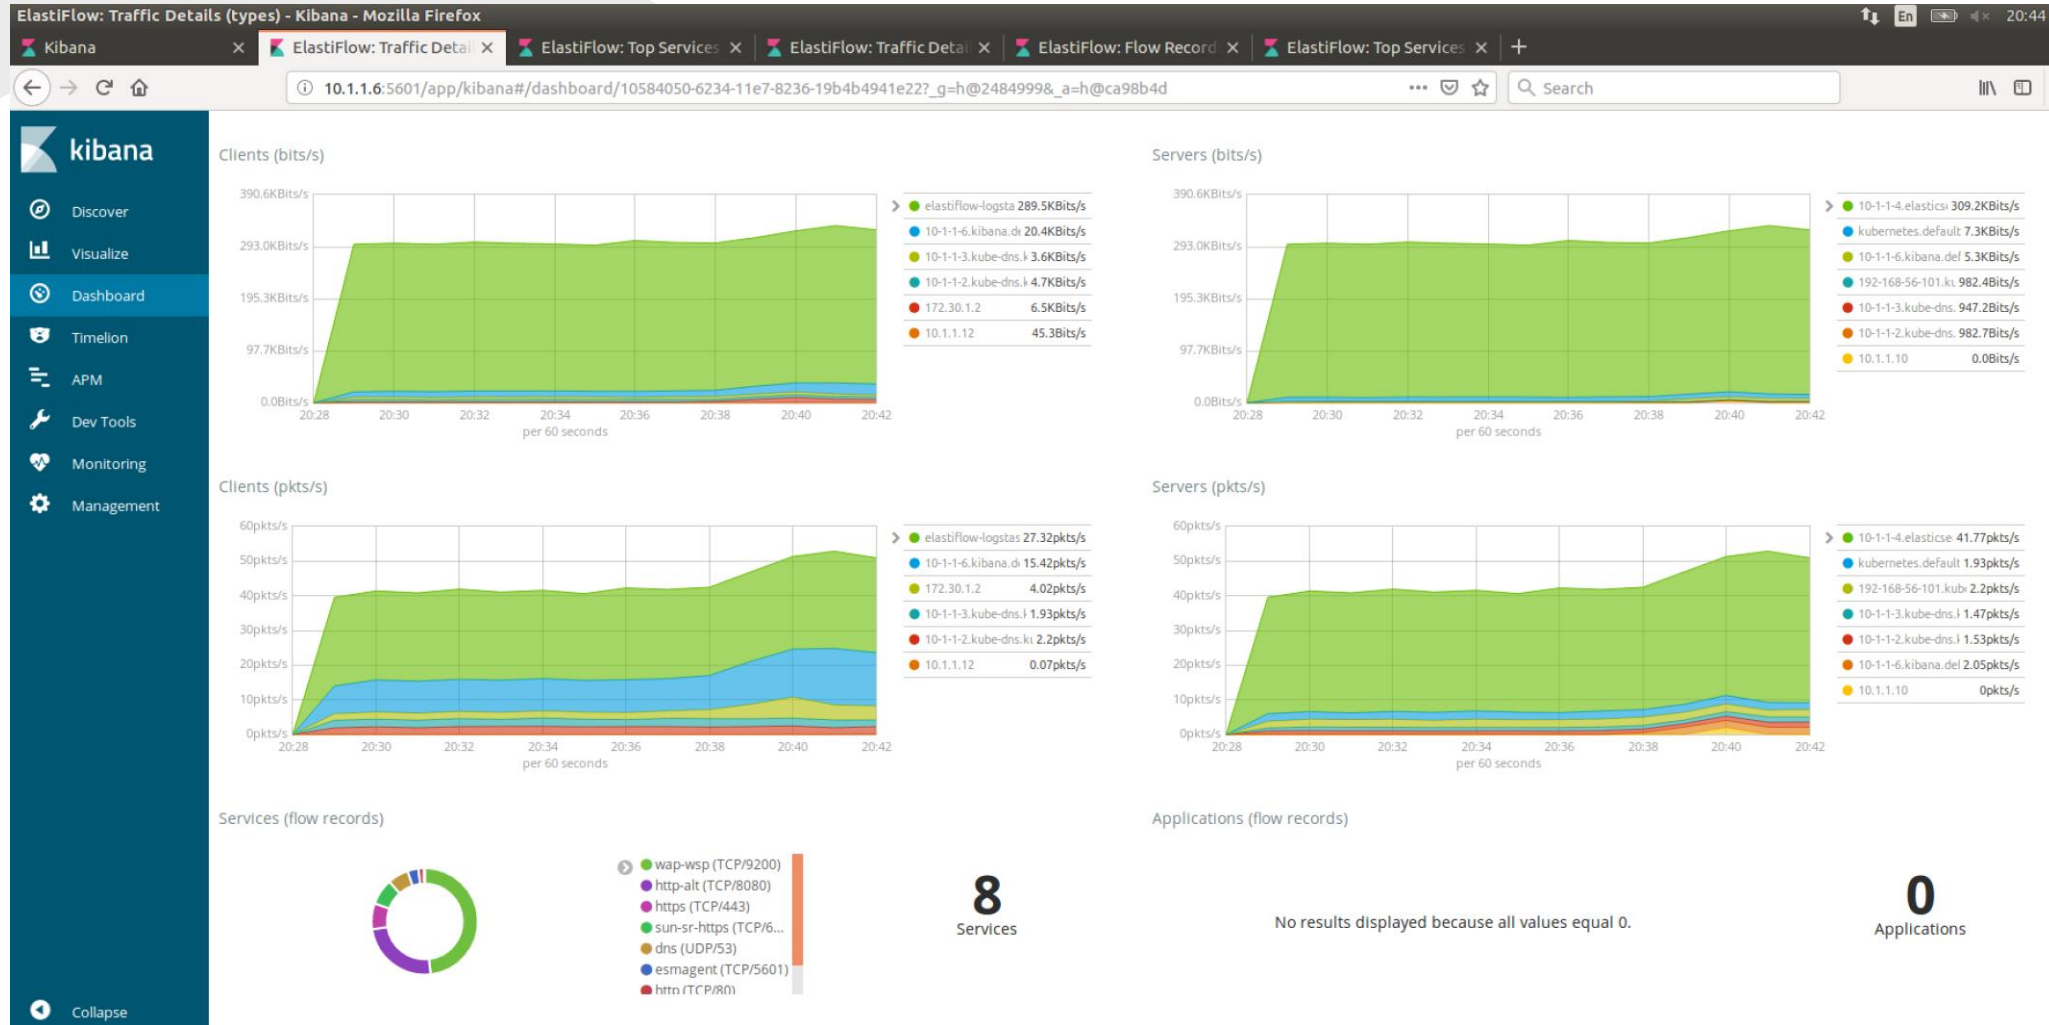 ElastiFlow: Traffic Details (types) - Kibana - Mozilla Firefox
En
20:44
Kibana
ElastiFlow: Traffic Detai
ElastiFlow: Top Services
ElastiFlow: Traffic Detai
ElastiFlow: Flow Record
ElastiFlow: Top Services
10.1.1.6:5601/app/kibana#/dashboard/10584050-6234-11e7-8236-19b4b4941e22?_g=h@2484999&_a=h@ca98b4d
Search
kibana
Discover
Visualize
Dashboard
Timelion
APM
Dev Tools
Monitoring
Management
Collapse
Clients (bits/s)
390.6KBits/s
293.0KBits/s
195.3KBits/s
97.7KBits/s
0.0Bits/s
20:28 20:30 20:32 20:34 20:36 20:38 20:40 20:42
per 60 seconds
elastiflow-logsta 289.5KBits/s
10-1-1-6.kibana.de 20.4KBits/s
10-1-1-3.kube-dns.k 3.6KBits/s
10-1-1-2.kube-dns.k 4.7KBits/s
172.30.1.2 6.5KBits/s
10.1.1.12 45.3Bits/s
Servers (bits/s)
390.6KBits/s
293.0KBits/s
195.3KBits/s
97.7KBits/s
0.0Bits/s
20:28 20:30 20:32 20:34 20:36 20:38 20:40 20:42
per 60 seconds
10-1-1-4.elastics 309.2KBits/s
kubernetes.default 7.3KBits/s
10-1-1-6.kibana.def 5.3KBits/s
192-168-56-101.ku 982.4Bits/s
10-1-1-3.kube-dns. 947.2Bits/s
10-1-1-2.kube-dns. 982.7Bits/s
10.1.1.10 0.0Bits/s
Clients (pkts/s)
60pkts/s
50pkts/s
40pkts/s
30pkts/s
20pkts/s
10pkts/s
0pkts/s
20:28 20:30 20:32 20:34 20:36 20:38 20:40 20:42
per 60 seconds
elastiflow-logstas 27.32pkts/s
10-1-1-6.kibana.de 15.42pkts/s
172.30.1.2 4.02pkts/s
10-1-1-3.kube-dns.k 1.93pkts/s
10-1-1-2.kube-dns.ku 2.2pkts/s
10.1.1.12 0.07pkts/s
Servers (pkts/s)
60pkts/s
50pkts/s
40pkts/s
30pkts/s
20pkts/s
10pkts/s
0pkts/s
20:28 20:30 20:32 20:34 20:36 20:38 20:40 20:42
per 60 seconds
10-1-1-4.elasticse 41.77pkts/s
kubernetes.default 1.93pkts/s
192-168-56-101.kub 2.2pkts/s
10-1-1-3.kube-dns.k 1.47pkts/s
10-1-1-2.kube-dns.k 1.53pkts/s
10-1-1-6.kibana.def 2.05pkts/s
10.1.1.10 0pkts/s
Services (flow records)
wap-wsp (TCP/9200)
http-alt (TCP/8080)
https (TCP/443)
sun-sr-https (TCP/6...
dns (UDP/53)
esmagent (TCP/5601)
http (TCP/80)
8
Services
Applications (flow records)
No results displayed because all values equal 0.
0
Applications